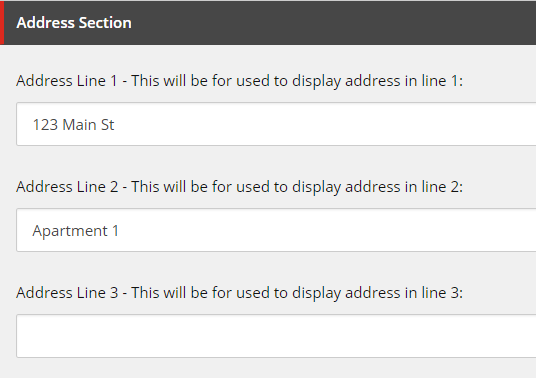 Address Section
Address Line 1 - This will be for used to display address in line 1:
123 Main St
Address Line 2 - This will be for used to display address in line 2:
Apartment 1
Address Line 3 - This will be for used to display address in line 3: